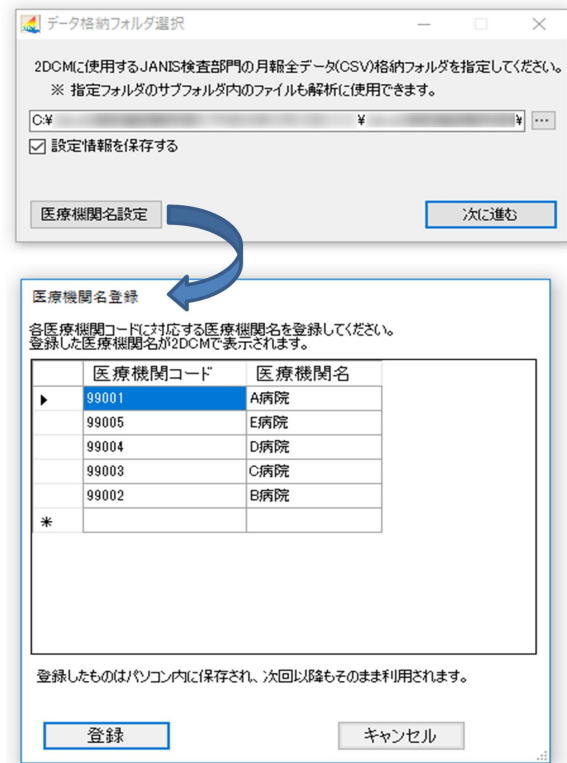 データ格納フォルダ選択
2DCMに使用するJANIS検査部門の月報全データ(CSV)格納フォルダを指定してください。
※ 指定フォルダのサブフォルダ内のファイルも解析に使用できます。
C:¥ ¥ ¥ ...
設定情報を保存する
医療機関名設定 次に進む
医療機関名登録
各医療機関コードに対応する医療機関名を登録してください。
登録した医療機関名が2DCMで表示されます。
医療機関コード 医療機関名
99001 A病院
99005 E病院
99004 D病院
99003 C病院
99002 B病院
*
登録したものはパソコン内に保存され、次回以降もそのまま利用されます。
登録 キャンセル